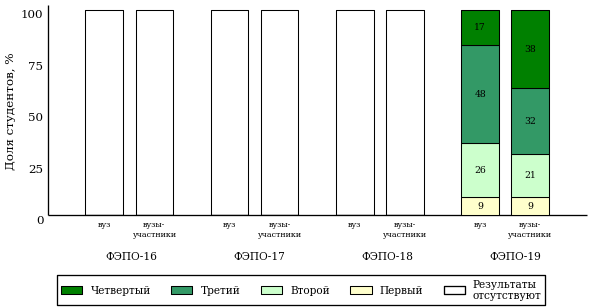 Доля студентов, %
100
75
50
25
0
17
48
26
9
38
32
21
9
вуз вузы-участники вуз вузы-участники вуз вузы-участники вуз вузы-участники
ФЭПО-16 ФЭПО-17 ФЭПО-18 ФЭПО-19
Четвертый Третий Второй Первый Результаты
отсутствуют